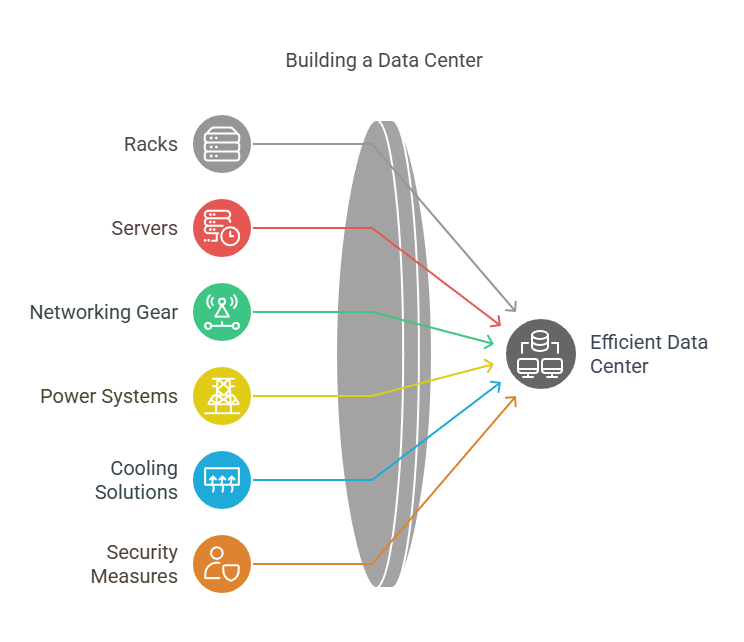 Building a Data Center
Racks
Servers
Networking Gear
Power Systems
Cooling
Solutions
Security
Measures
Efficient Data
Center